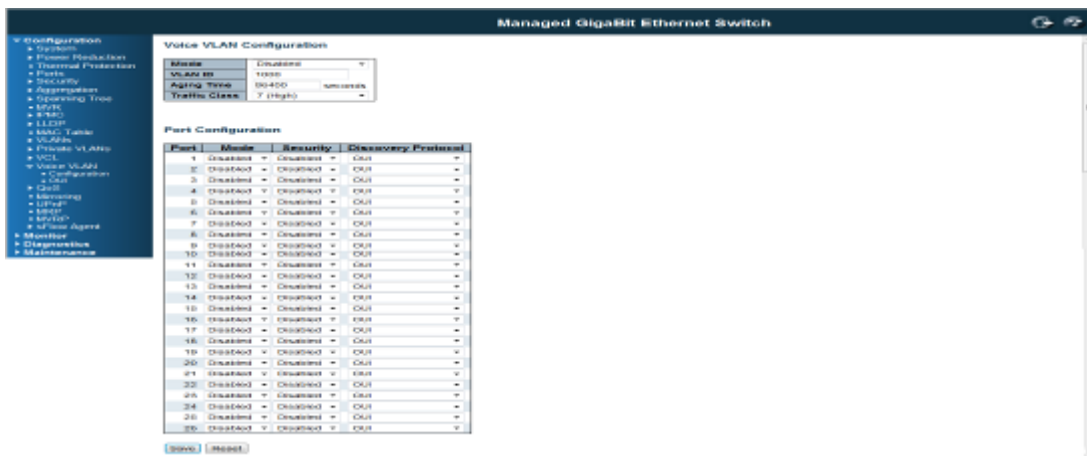 Managed GigaBit Ethernet Switch
Configuration
System
Power Reduction
Thermal Protection
Ports
Security
Aggregation
Spanning Tree
MVR
IPMC
LLDP
MAC Table
VLANs
Private VLANs
VCL
Voice VLAN
Configuration
OUI
QoS
Mirroring
UPnP
MRP
MVRP
sFlow Agent
Monitor
Diagnostics
Maintenance
Voice VLAN Configuration
Mode Disabled
VLAN ID 1000
Aging Time 86400 seconds
Traffic Class 7 (High)
Port Configuration
Port Mode Security Discovery Protocol
1 Disabled Disabled OUI
2 Disabled Disabled OUI
3 Disabled Disabled OUI
4 Disabled Disabled OUI
5 Disabled Disabled OUI
6 Disabled Disabled OUI
7 Disabled Disabled OUI
8 Disabled Disabled OUI
9 Disabled Disabled OUI
10 Disabled Disabled OUI
11 Disabled Disabled OUI
12 Disabled Disabled OUI
13 Disabled Disabled OUI
14 Disabled Disabled OUI
15 Disabled Disabled OUI
16 Disabled Disabled OUI
17 Disabled Disabled OUI
18 Disabled Disabled OUI
19 Disabled Disabled OUI
20 Disabled Disabled OUI
21 Disabled Disabled OUI
22 Disabled Disabled OUI
23 Disabled Disabled OUI
24 Disabled Disabled OUI
25 Disabled Disabled OUI
26 Disabled Disabled OUI
Save Reset